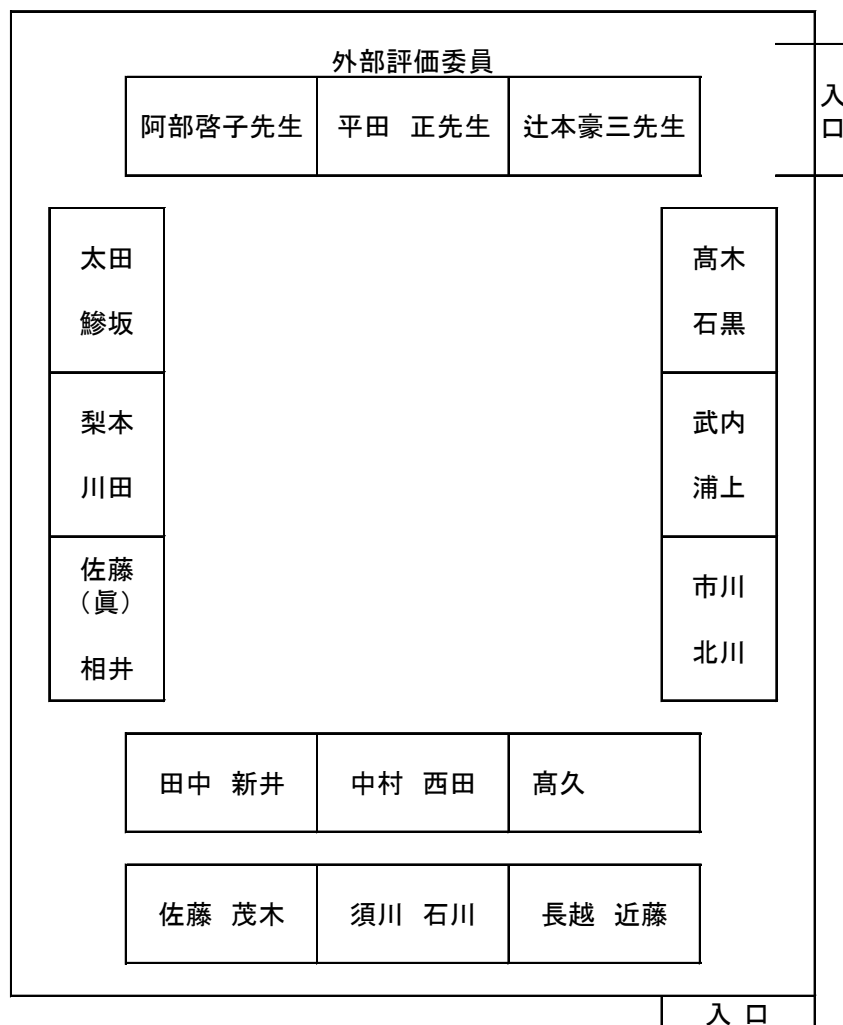 外部評価委員
阿部啓子先生 平田 正先生 辻本豪三先生
入
口
太田
鰺坂
梨本
川田
佐藤
（眞）
相井
髙木
石黒
武内
浦上
市川
北川
田中 新井 中村 西田 髙久
佐藤 茂木 須川 石川 長越 近藤
入 口